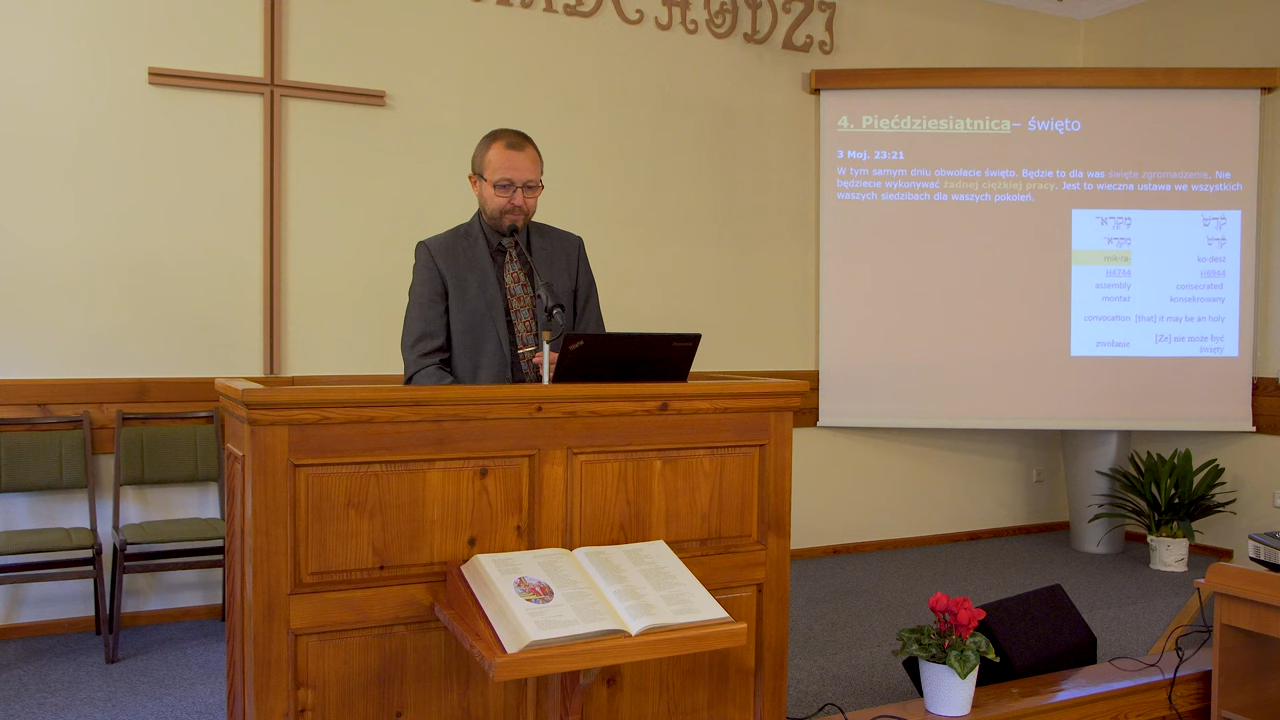 NADCHODZI
4. Pięćdziesiatnica– święto
3 Moj. 23:21
W tym samym dniu obwołacie święto. Będzie to dla was święte zgromadzenie. Nie
będziecie wykonywać żadnej ciężkiej pracy. Jest to wieczna ustawa we wszystkich
waszych siedzibach dla waszych pokoleń.
מִקְרָא־ קֹ֫דֶשׁ
מִקְרָא־ קֹ֫דֶשׁ
mik-ra- ko-desz
H4744 H6944
assembly consecrated
montaż konsekrowany
convocation [that] it may be an holy
zwołanie [Że] nie może być
święty
ThinkPad